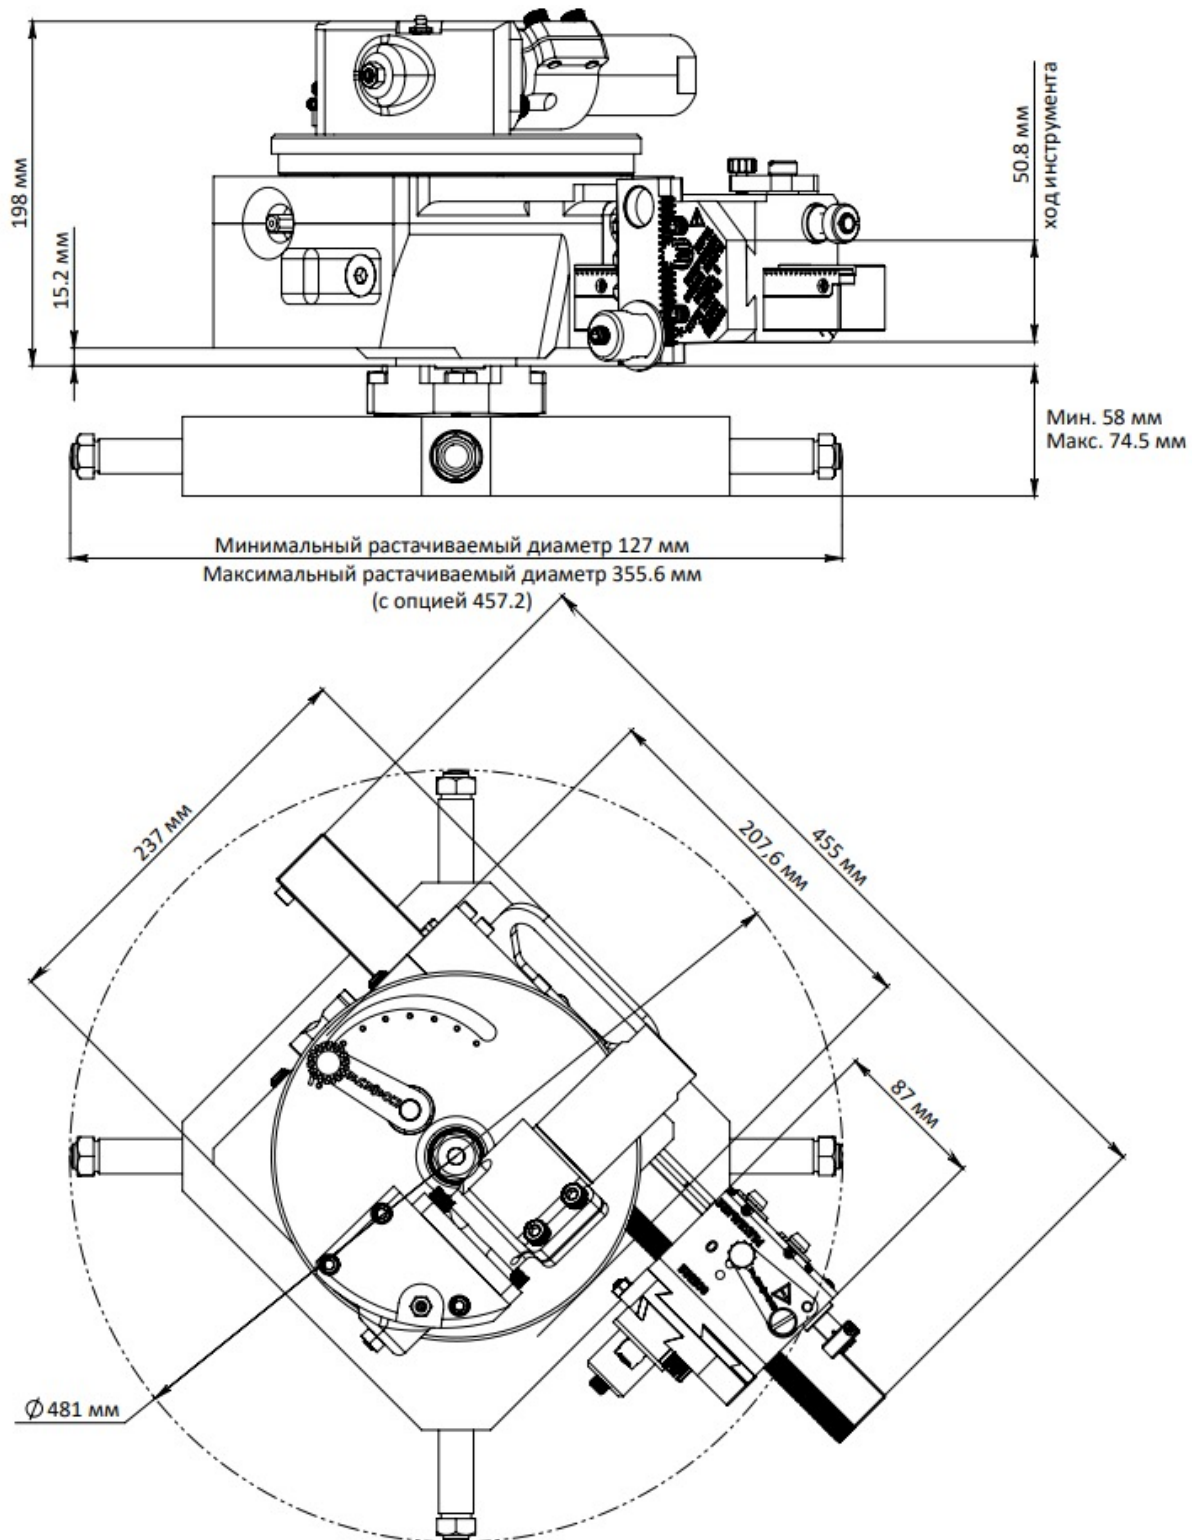 198 мм
15.2 мм
50.8 мм
ход инструмента
Мин. 58 мм
Макс. 74.5 мм
Минимальный растачиваемый диаметр 127 мм
Максимальный растачиваемый диаметр 355.6 мм
(с опцией 457.2)
237 мм
207,6 мм
455 мм
87 мм
Ø 481 мм